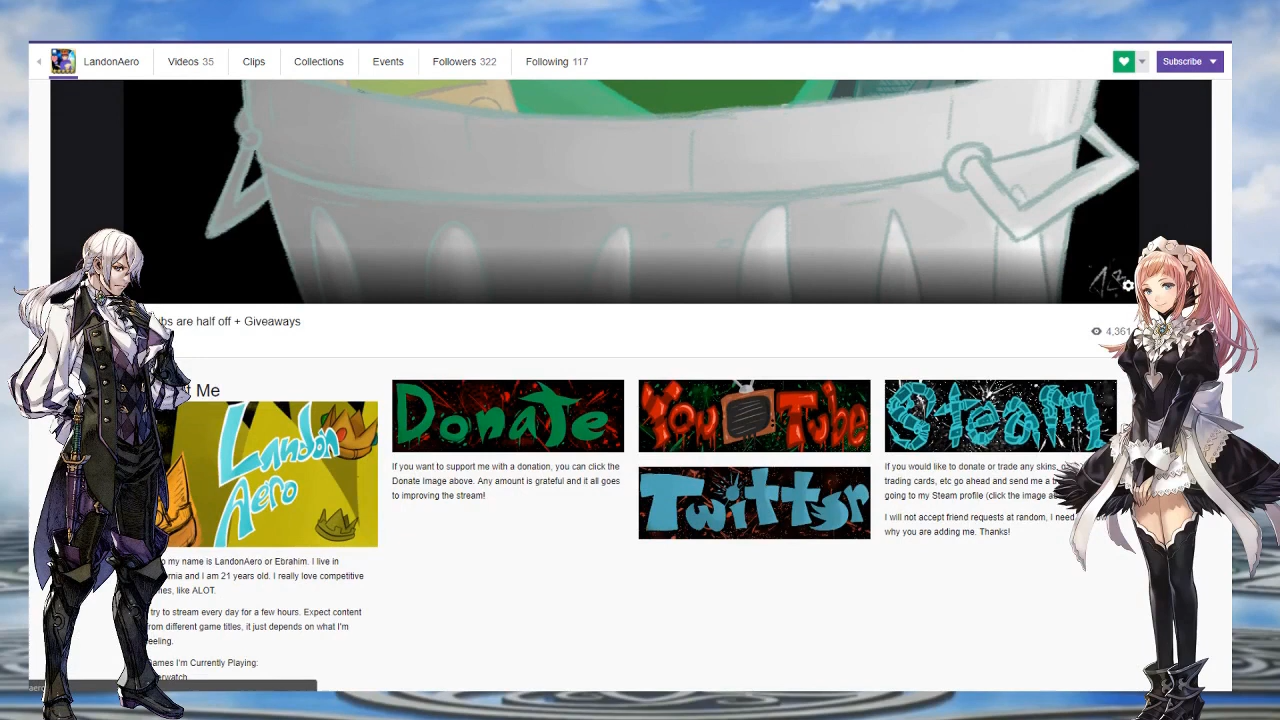 LandonAero Videos 35 Clips Collections Events Followers 322 Following 117 Subscribe
are half off + Giveaways
4,361
Me
Landon
Aero
Donate
YouTube
Steam
Twitter
If you want to support me with a donation, you can click the
Donate Image above. Any amount is grateful and it all goes
to improving the stream!
If you would like to donate or trade any skins,
trading cards, etc go ahead and send me a
going to my Steam profile (click the image
I will not accept friend requests at random, I need
why you are adding me. Thanks!
my name is LandonAero or Ebrahim. I live in
and I am 21 years old. I really love competitive
like ALOT.
try to stream every day for a few hours. Expect content
from different game titles, it just depends on what I'm
feeling.
Games I'm Currently Playing: